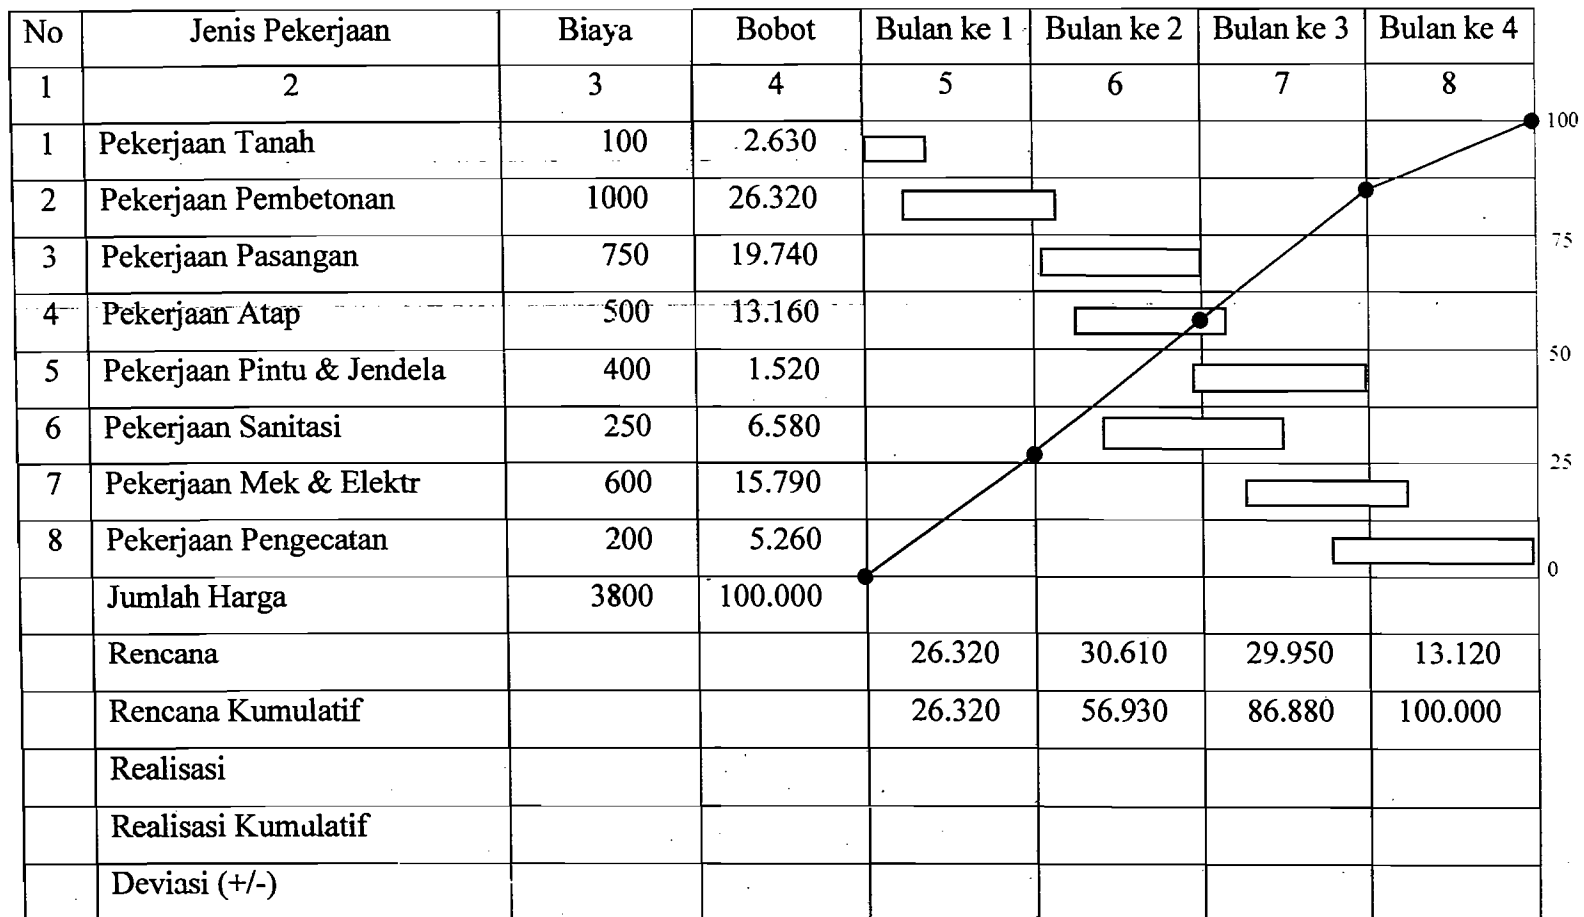 No Jenis Pekerjaan Biaya Bobot Bulan ke 1 Bulan ke 2 Bulan ke 3 Bulan ke 4
1 2 3 4 5 6 7 8
100
1 Pekerjaan Tanah 100 2.630
2 Pekerjaan Pembetonan 1000 26.320
75
3 Pekerjaan Pasangan 750 19.740
4 Pekerjaan Atap 500 13.160
50
5 Pekerjaan Pintu & Jendela 400 1.520
6 Pekerjaan Sanitasi 250 6.580
25
7 Pekerjaan Mek & Elektr 600 15.790
8 Pekerjaan Pengecatan 200 5.260
0
Jumlah Harga 3800 100.000
Rencana 26.320 30.610 29.950 13.120
Rencana Kumulatif 26.320 56.930 86.880 100.000
Realisasi
Realisasi Kumulatif
Deviasi (+/-)